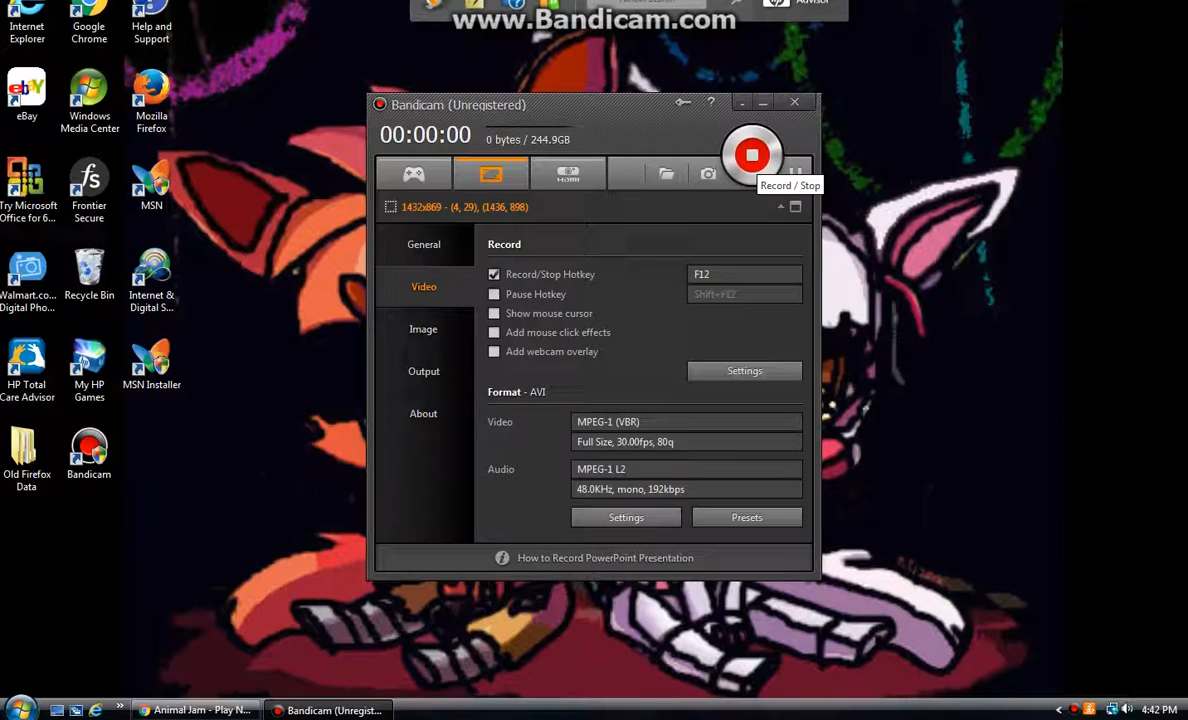 Advisor
www.Bandicam.com
Internet
Explorer
Google
Chrome
Help and
Support
eBay
Windows
Media Center
Mozilla
Firefox
Try Microsoft
Office for 6...
Frontier
Secure
MSN
Walmart.co...
Digital Pho...
Recycle Bin
Internet &
Digital S...
HP Total
Care Advisor
My HP
Games
MSN Installer
Old Firefox
Data
Bandicam
Bandicam (Unregistered)
?
00:00:00
0 bytes / 244.9GB
HDMI
Record / Stop
1432x869 - (4, 29), (1436, 898)
General
Video
Image
Output
About
Record
Record/Stop Hotkey
F12
Pause Hotkey
Shift+F12
Show mouse cursor
Add mouse click effects
Add webcam overlay
Settings
Format - AVI
Video
MPEG-1 (VBR)
Full Size, 30.00fps, 80q
Audio
MPEG-1 L2
48.0KHz, mono, 192kbps
Settings
Presets
How to Record PowerPoint Presentation
Animal Jam - Play N...
Bandicam (Unregist...
4:42 PM